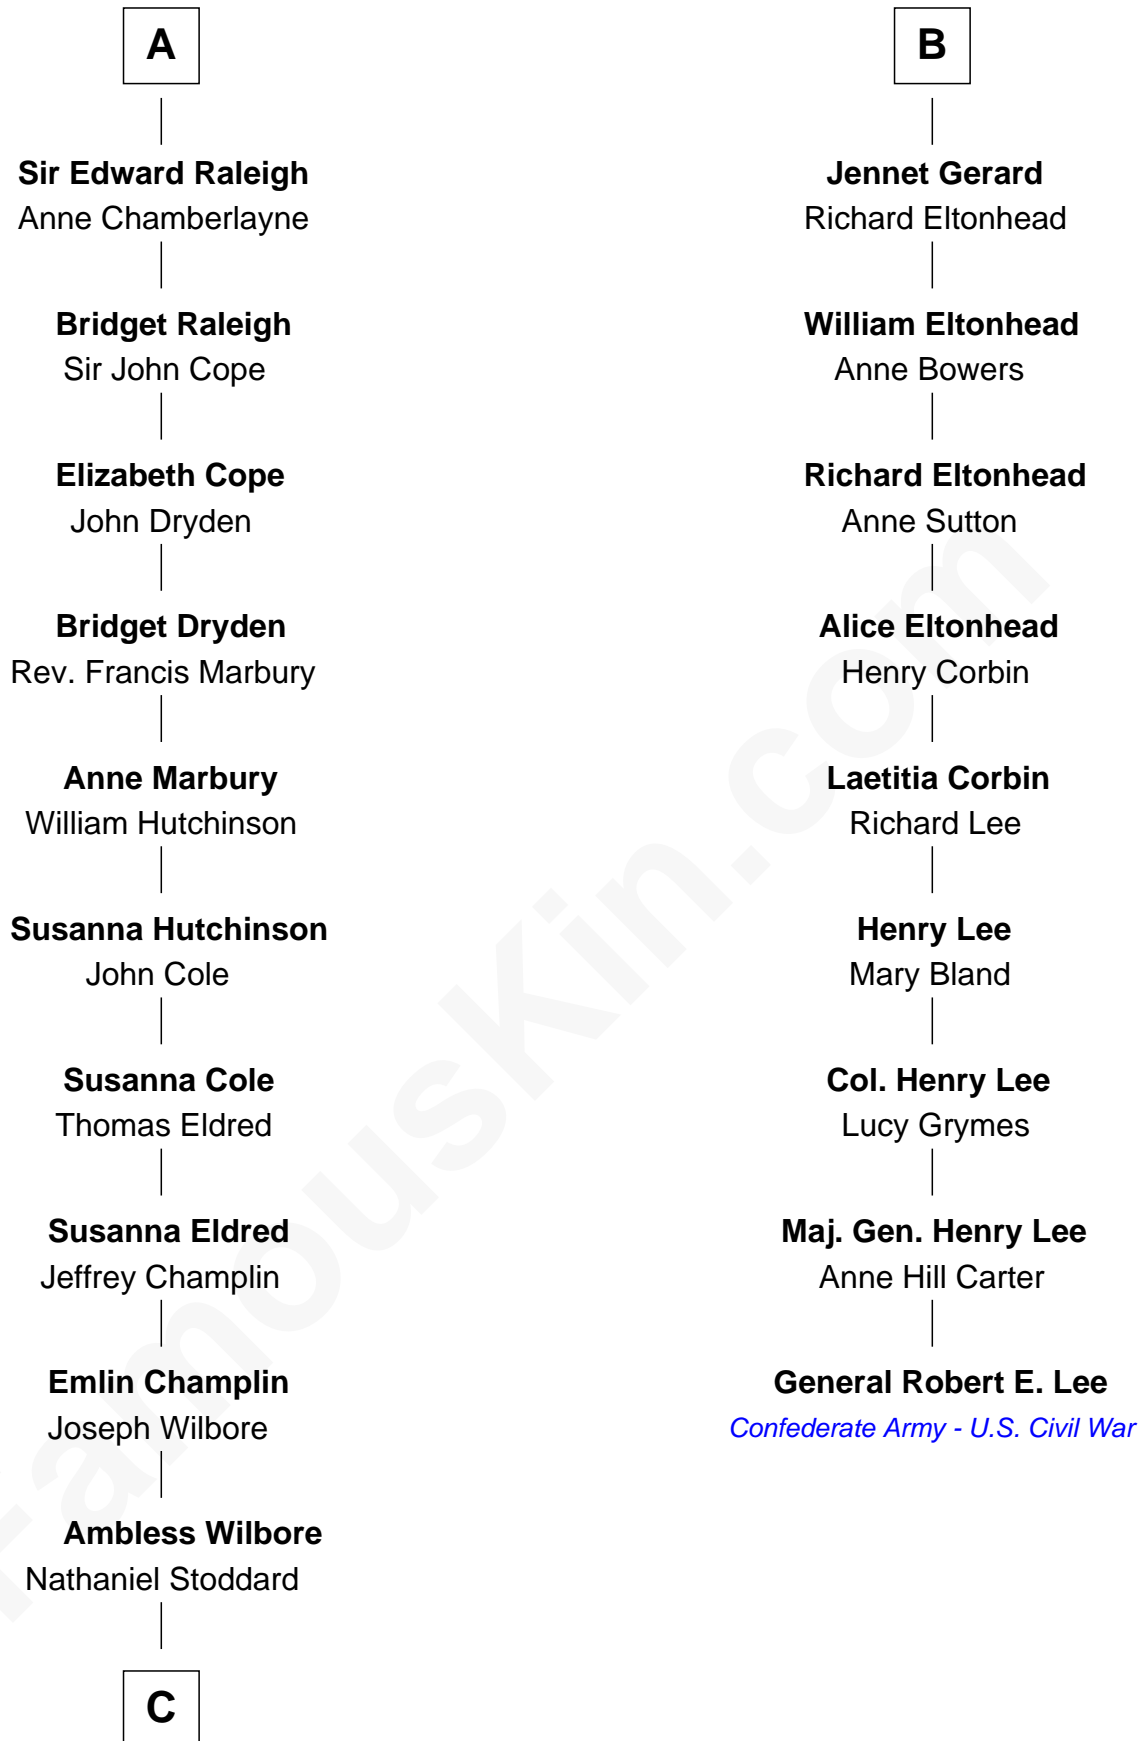 A
Sir Edward Raleigh
Anne Chamberlayne
Bridget Raleigh
Sir John Cope
Elizabeth Cope
John Dryden
Bridget Dryden
Rev. Francis Marbury
Anne Marbury
William Hutchinson
Susanna Hutchinson
John Cole
Susanna Cole
Thomas Eldred
Susanna Eldred
Jeffrey Champlin
Emlin Champlin
Joseph Wilbore
Ambless Wilbore
Nathaniel Stoddard
C
B
Jennet Gerard
Richard Eltonhead
William Eltonhead
Anne Bowers
Richard Eltonhead
Anne Sutton
Alice Eltonhead
Henry Corbin
Laetitia Corbin
Richard Lee
Henry Lee
Mary Bland
Col. Henry Lee
Lucy Grymes
Maj. Gen. Henry Lee
Anne Hill Carter
General Robert E. Lee
Confederate Army - U.S. Civil War
FamousKin.com